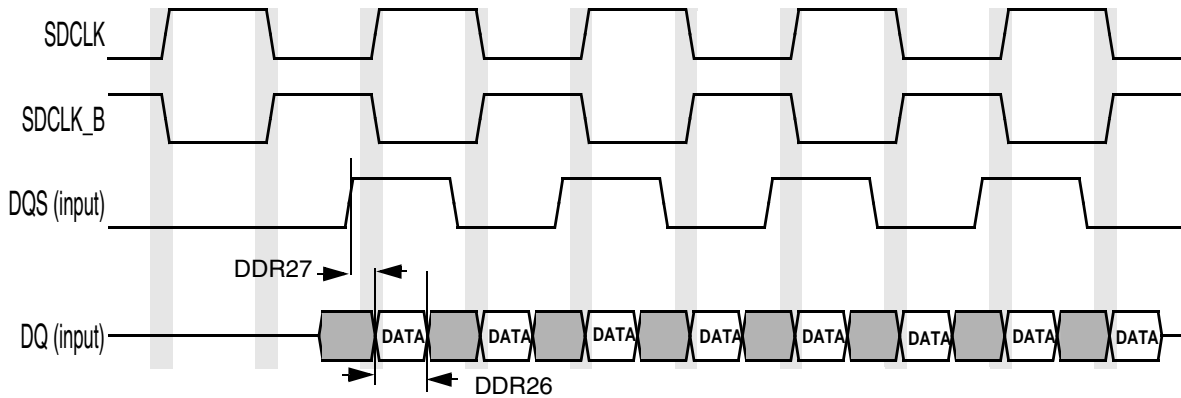 SDCLK
SDCLK_B
DQS (input)
DDR27
DQ (input)
DATA DATA DATA DATA DATA DATA DATA DATA
DDR26